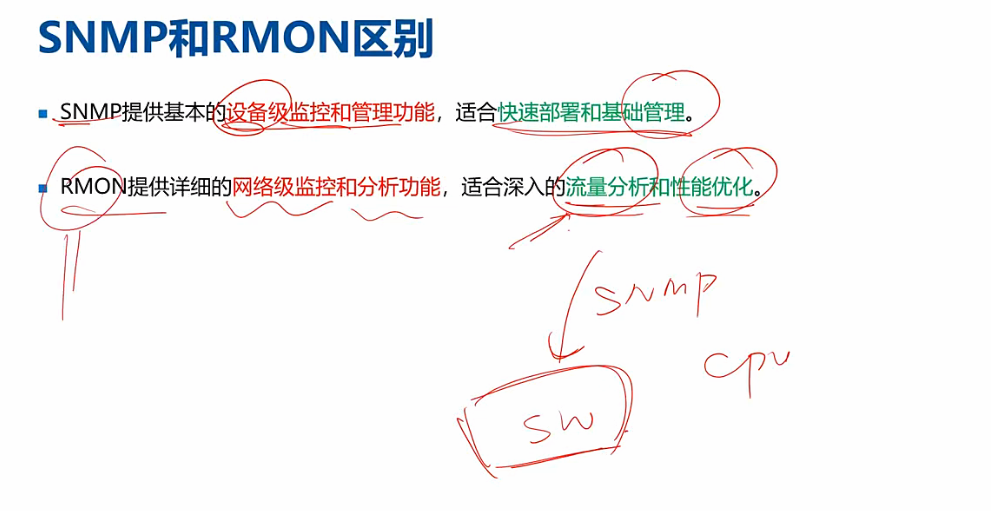 SNMP和RMON区别
SNMP提供基本的设备级监控和管理功能，适合快速部署和基础管理。
RMON提供详细的网络级监控和分析功能，适合深入的流量分析和性能优化。
SNMP
CPU
SW